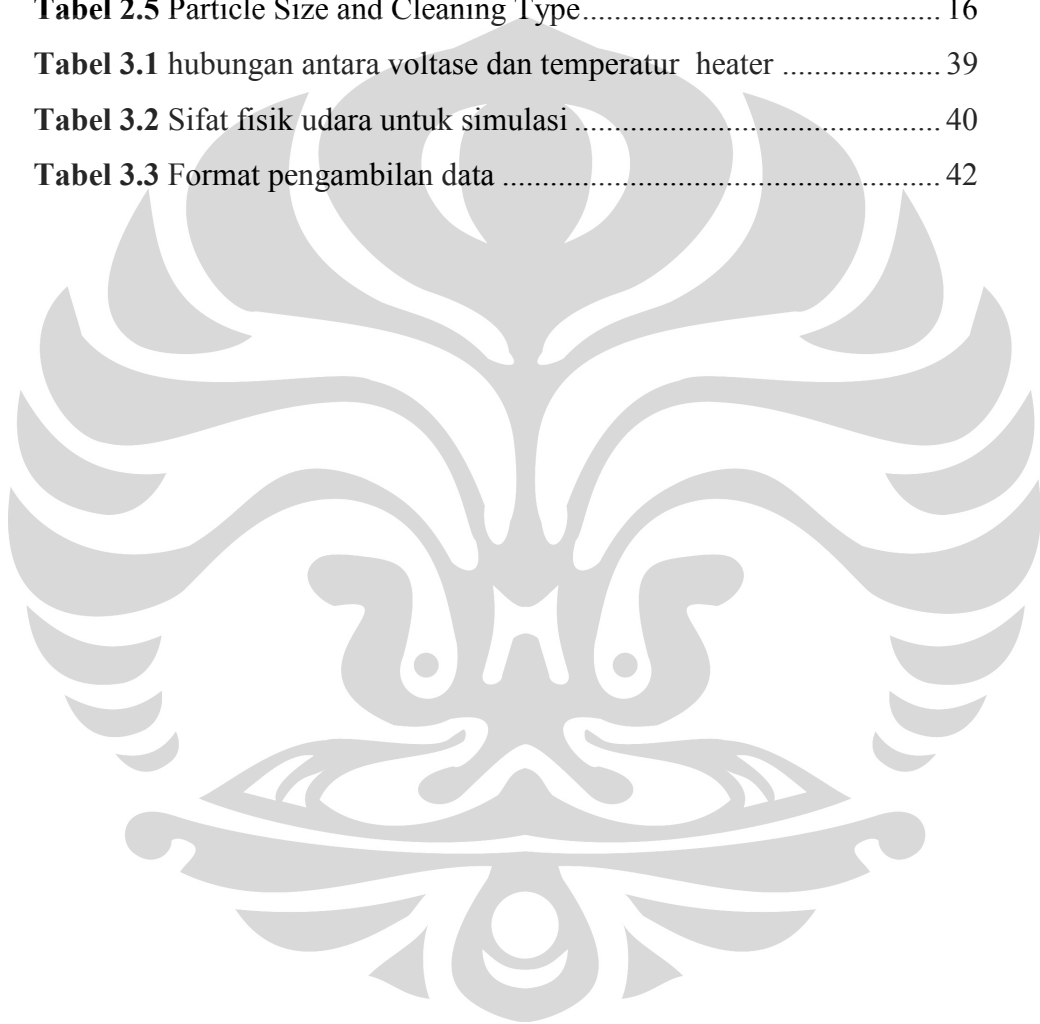 Tabel 2.5 Particle Size and Cleaning Type............................................. 16
Tabel 3.1 hubungan antara voltase dan temperatur heater .................... 39
Tabel 3.2 Sifat fisik udara untuk simulasi .............................................. 40
Tabel 3.3 Format pengambilan data ....................................................... 42